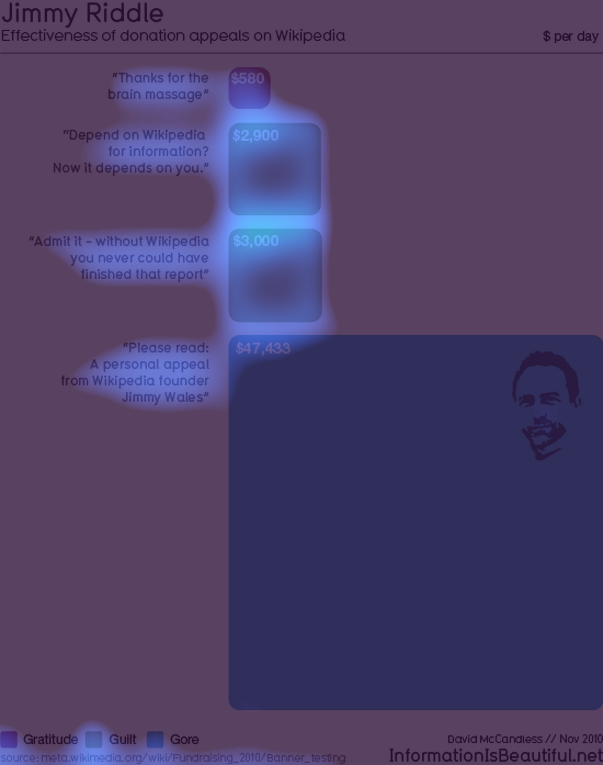 Jimmy Riddle
Effectiveness of donation appeals on Wikipedia
$ per day
"Thanks for the
brain massage"
$580
"Depend on Wikipedia
for information?
Now it depends on you."
$2,900
"Admit it - without Wikipedia
you never could have
finished that report"
$3,000
"Please read:
A personal appeal
from Wikipedia founder
Jimmy Wales"
$47,433
Gratitude
Guilt
Gore
David McCandless // Nov 2010
source: meta.wikimedia.org/wiki/Fundraising_2010/Banner_testing
InformationIsBeautiful.net